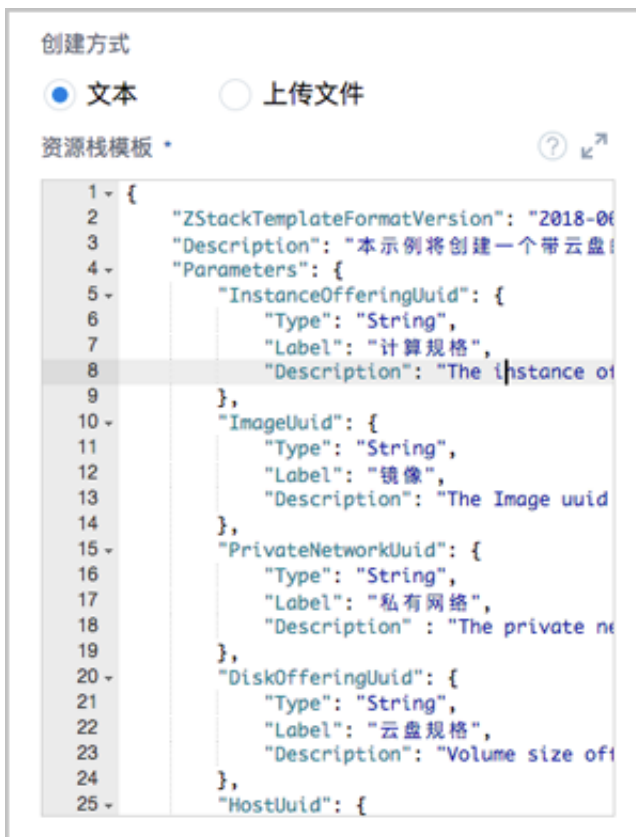 创建方式
文本 上传文件
资源栈模板 *
1 {
2 "ZStackTemplateFormatVersion": "2018-06
3 "Description": "本示例将创建一个带云盘
4 "Parameters": {
5 "InstanceOfferingUuid": {
6 "Type": "String",
7 "Label": "计算规格",
8 "Description": "The instance of
9 },
10 "ImageUuid": {
11 "Type": "String",
12 "Label": "镜像",
13 "Description": "The Image uuid
14 },
15 "PrivateNetworkUuid": {
16 "Type": "String",
17 "Label": "私有网络",
18 "Description" : "The private ne
19 },
20 "DiskOfferingUuid": {
21 "Type": "String",
22 "Label": "云盘规格",
23 "Description": "Volume size off
24 },
25 "HostUuid": {